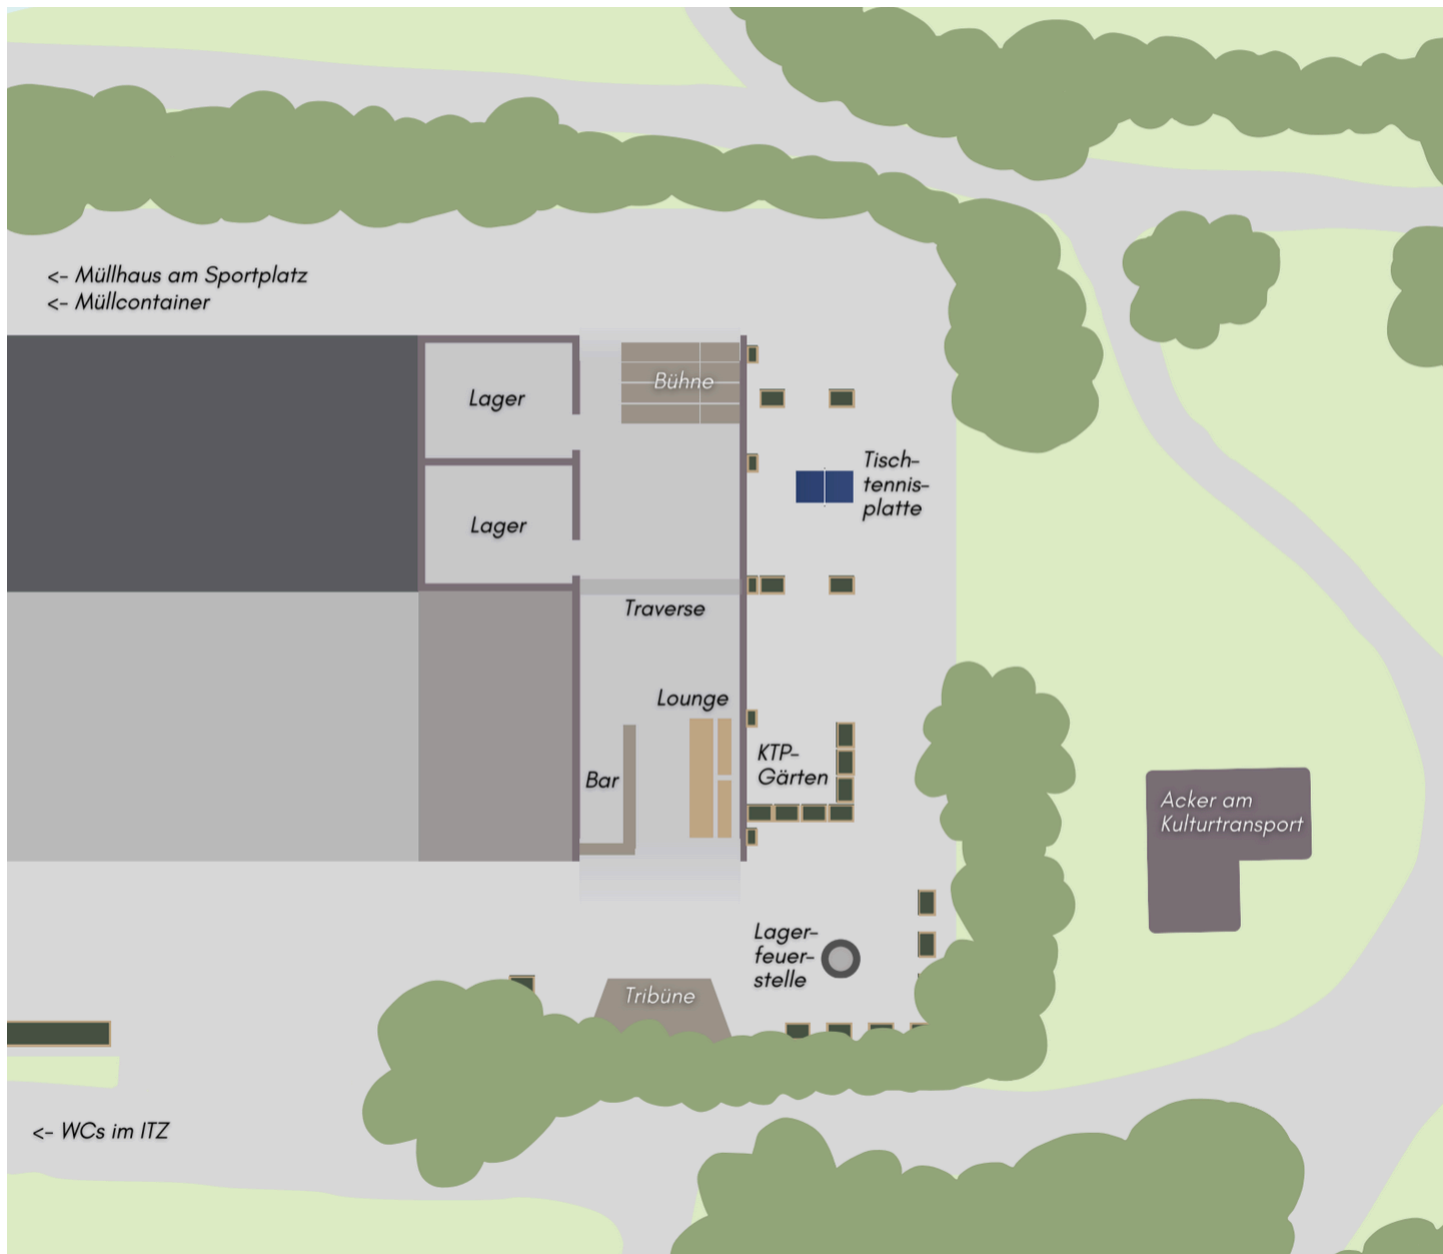 <- Müllhaus am Sportplatz
<- Müllcontainer
Lager
Bühne
Tisch-
tennis-
platte
Lager
Traverse
Lounge
Bar
KTP-
Gärten
Acker am
Kulturtransport
Lager-
feuer-
stelle
Tribüne
<- WCs im ITZ